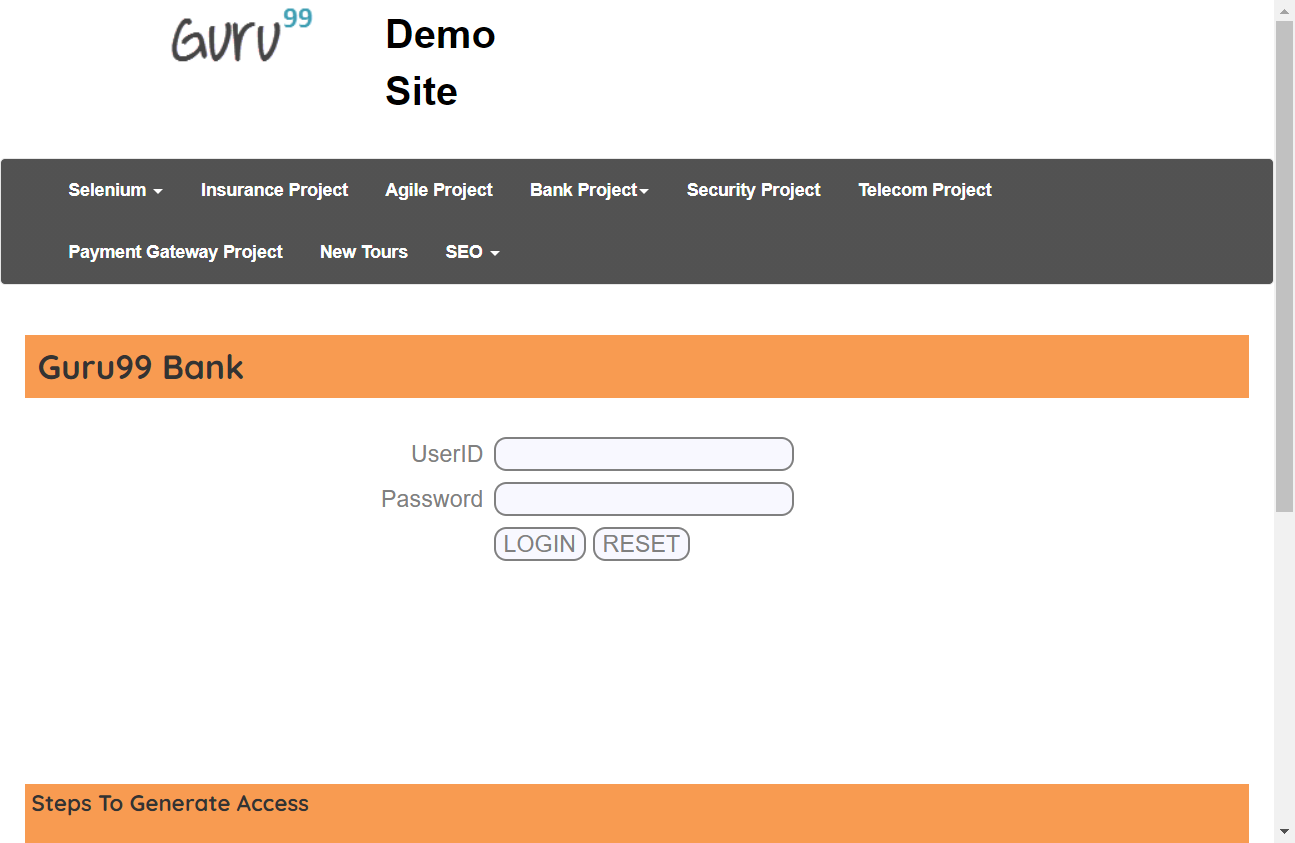 Guru99
Demo
Site
Selenium Insurance Project Agile Project Bank Project Security Project Telecom Project
Payment Gateway Project New Tours SEO
Guru99 Bank
UserID
Password
LOGIN RESET
Steps To Generate Access